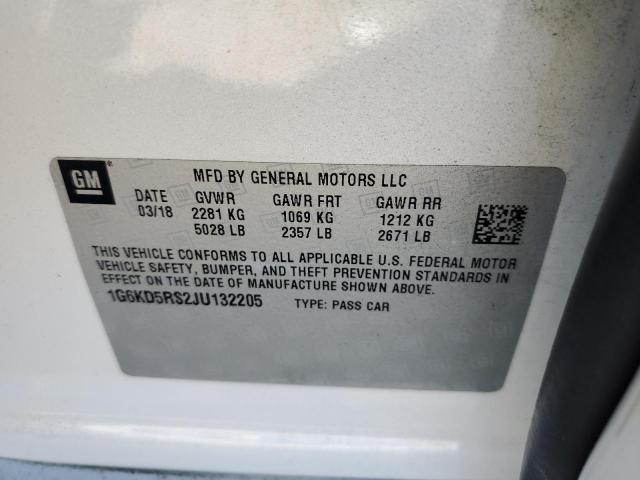 GM
MFD BY GENERAL MOTORS LLC
DATE GVWR GAWR FRT GAWR RR
03/18 2281 KG 1069 KG 1212 KG
5028 LB 2357 LB 2671 LB
THIS VEHICLE CONFORMS TO ALL APPLICABLE U.S. FEDERAL MOTOR
VEHICLE SAFETY, BUMPER, AND THEFT PREVENTION STANDARDS IN
EFFECT ON THE DATE OF MANUFACTURE SHOWN ABOVE.
1G6KD5RS2JU132205 TYPE: PASS CAR